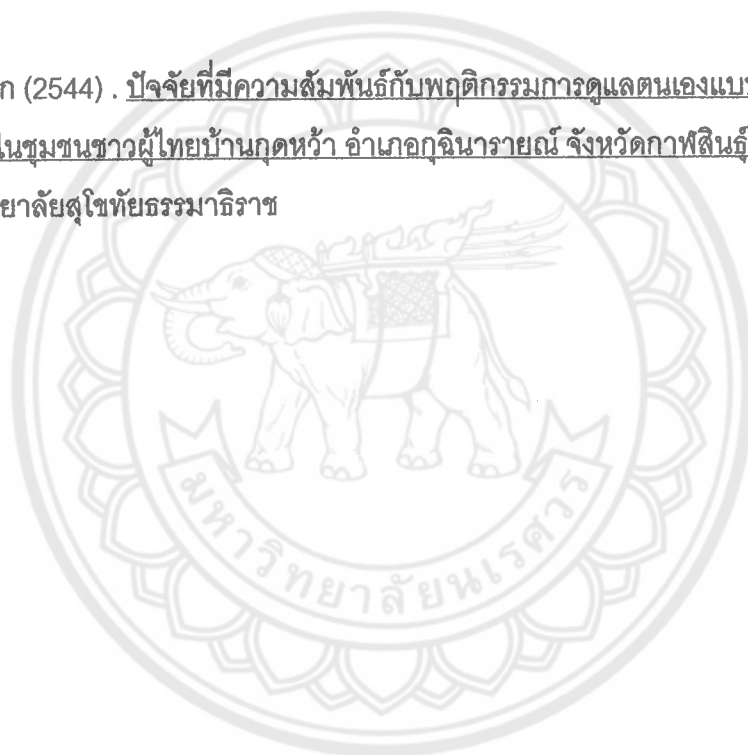 ก (2544) . ปัจจัยที่มีความสัมพันธ์กับพฤติกรรมการดูแลตนเองแบบ
ในชุมชนชาวผู้ไทยบ้านกุดหว้า อำเภอกุฉินารายณ์ จังหวัดกาฬสินธุ์
ยาลัยสุโขทัยธรรมาธิราช
มหาวิทยาลัยนเรศวร